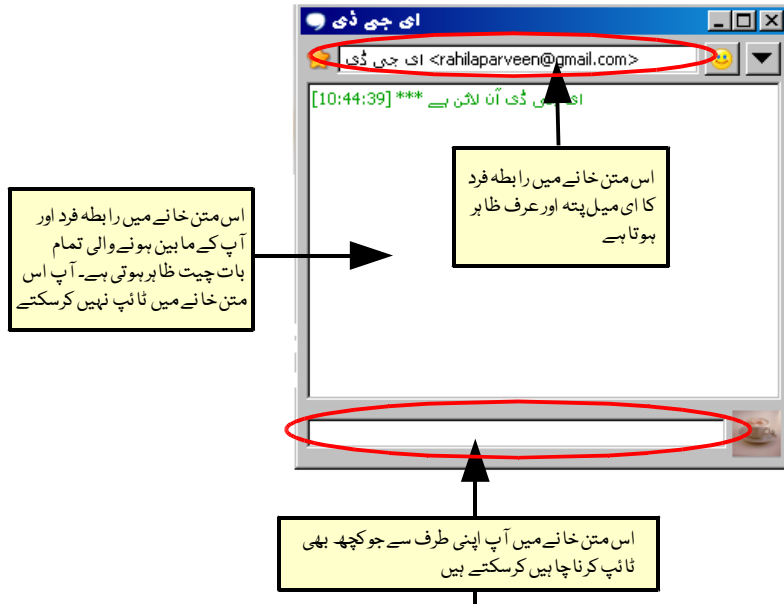 ای جی ڈی
ای جی ڈی <rahilaparveen@gmail.com>
[10:44:39] *** ای جی ڈی آن لائن ہے
اس متن خانے میں رابطہ فرد
کا ای میل پتہ اور عرف ظاہر
ہوتا ہے
اس متن خانے میں رابطہ فرد اور
آپ کے مابین ہونے والی تمام
بات چیت ظاہر ہوتی ہے۔ آپ اس
متن خانے میں ٹائپ نہیں کرسکتے
اس متن خانے میں آپ اپنی طرف سے جو کچھ بھی
ٹائپ کرنا چاہیں کرسکتے ہیں